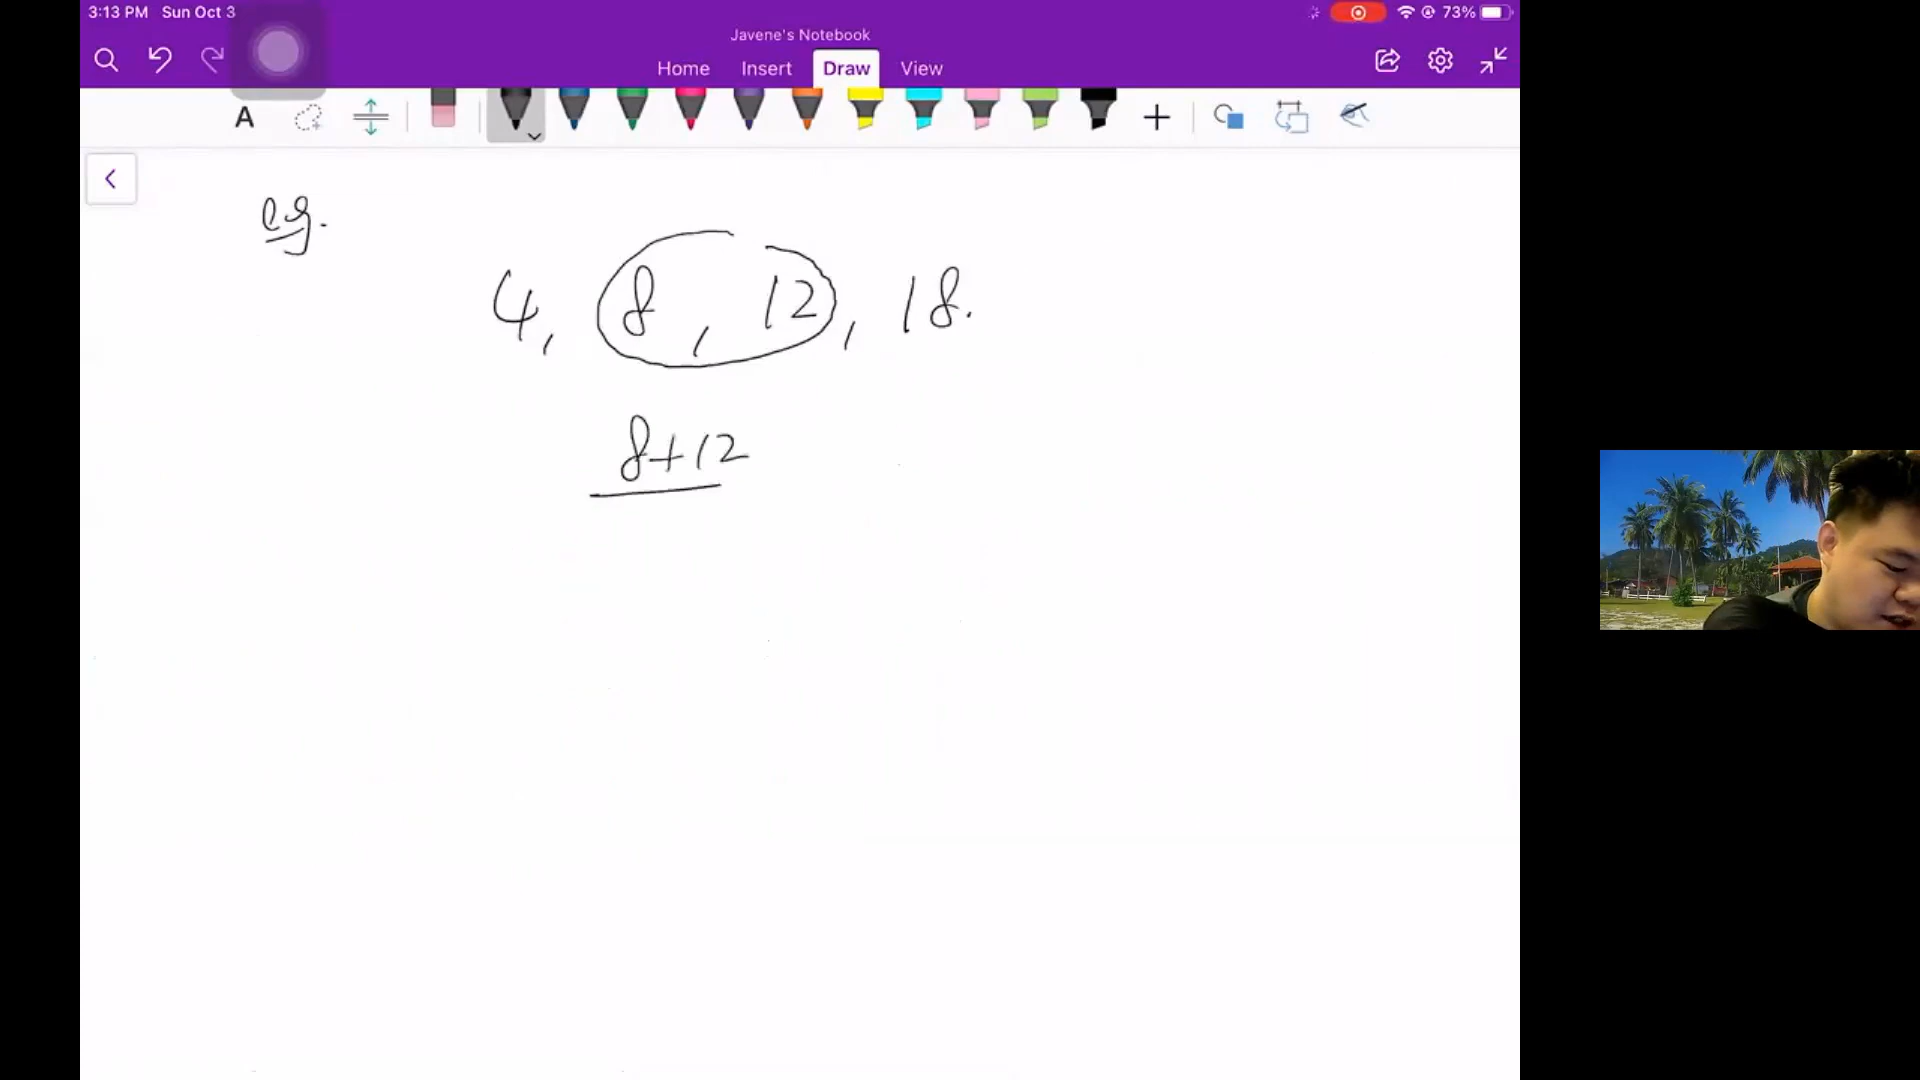 3:13 PM Sun Oct 3
73%
Javene's Notebook
Home Insert Draw View
A
eg.
4, 8, 12, 18.
8+12